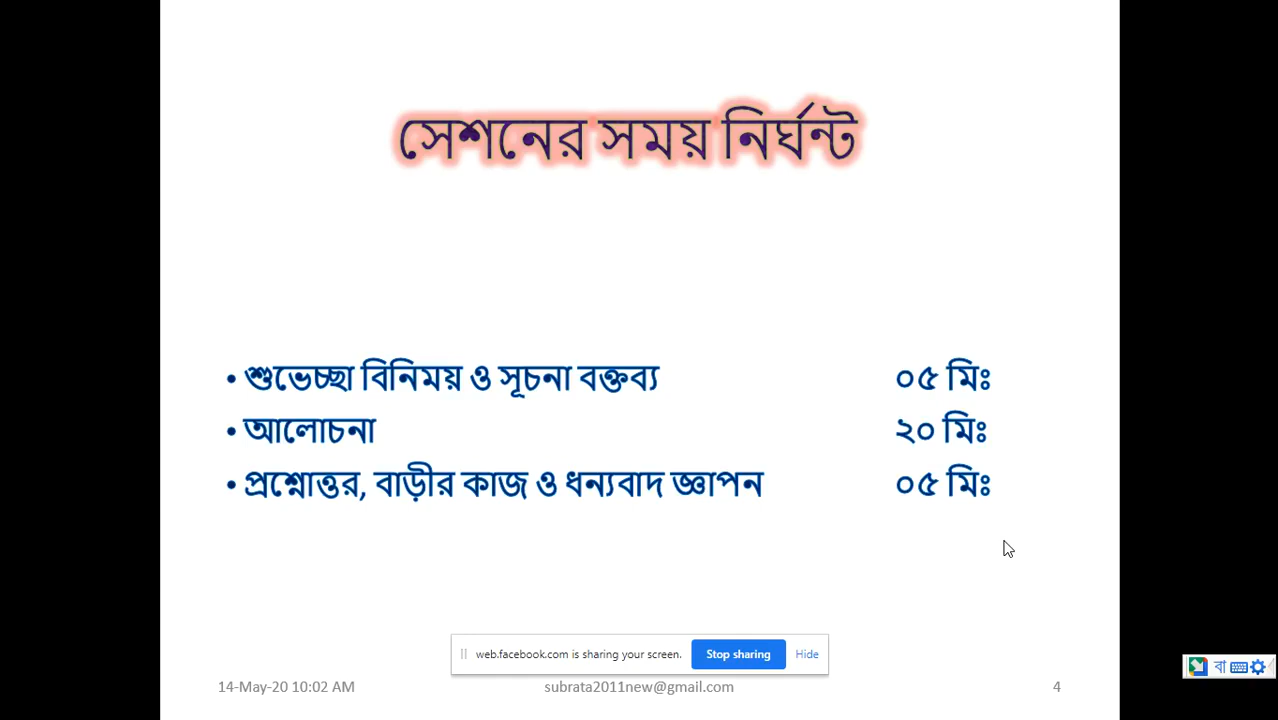 সেশনের সময় নির্ঘন্ট
• শুভেচ্ছা বিনিময় ও সূচনা বক্তব্য ০৫ মিঃ
• আলোচনা ২০ মিঃ
• প্রশ্নোত্তর, বাড়ীর কাজ ও ধন্যবাদ জ্ঞাপন ০৫ মিঃ
web.facebook.com is sharing your screen. Stop sharing Hide
বা
14-May-20 10:02 AM subrata2011new@gmail.com 4